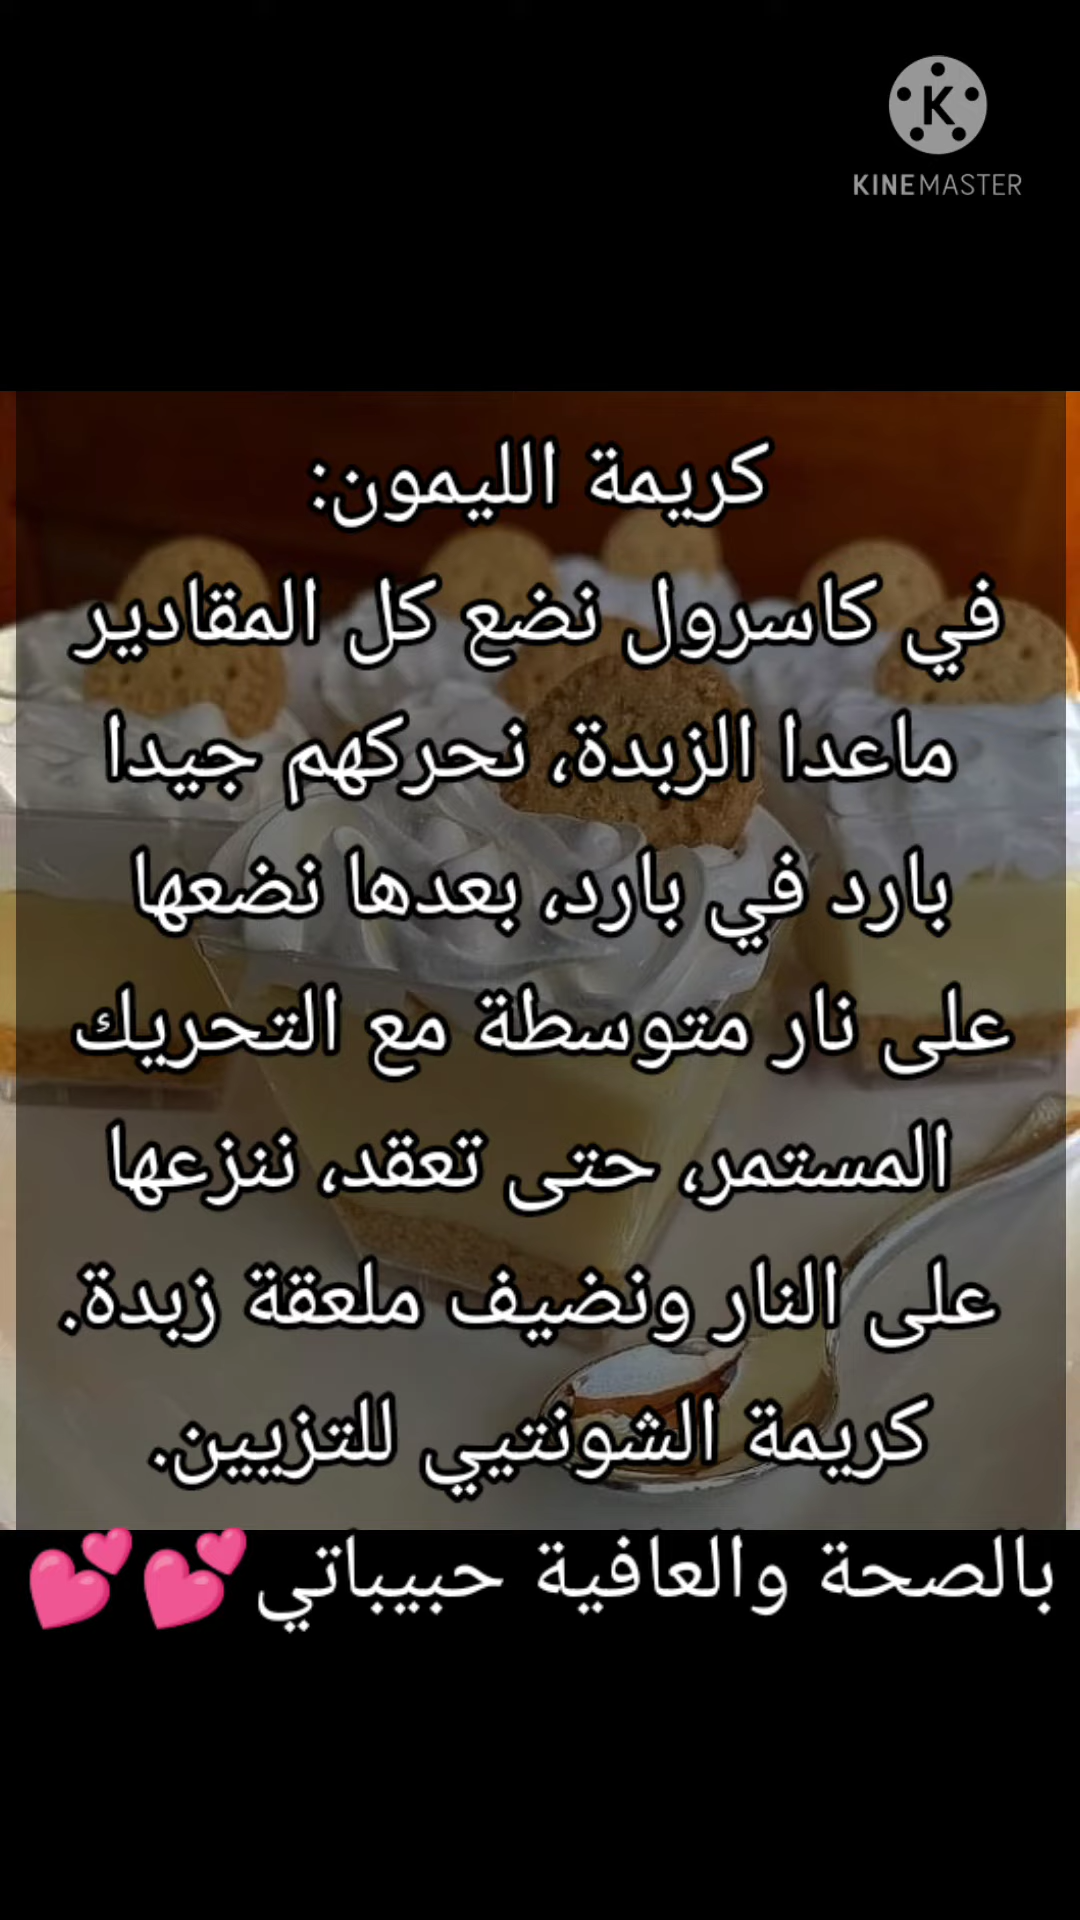 KINEMASTER
كريمة الليمون:
في كاسرول نضع كل المقادير
ماعدا الزبدة، نحركهم جيدا
بارد في بارد، بعدها نضعها
على نار متوسطة مع التحريك
المستمر، حتى تعقد، ننزعها
على النار ونضيف ملعقة زبدة.
كريمة الشونتيي للتزيين.
بالصحة والعافية حبيباتي 💕💕